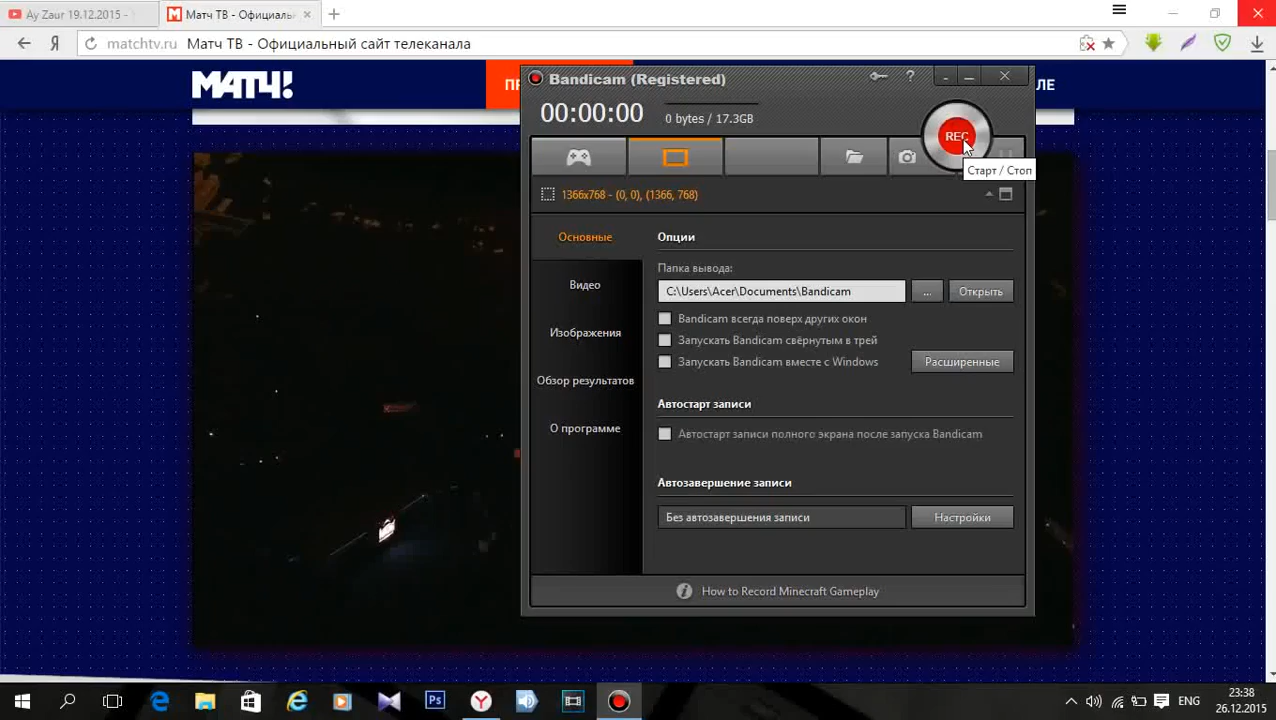 Ay Zaur 19.12.2015 -
Матч ТВ - Официальный
matchtv.ru Матч ТВ - Официальный сайт телеканала
МАТЧ!
ЛЕ
Bandicam (Registered)
00:00:00
0 bytes / 17.3GB
REC
Старт / Стоп
1366x768 - (0, 0), (1366, 768)
Основные
Видео
Изображения
Обзор результатов
О программе
Опции
Папка вывода:
C:\Users\Acer\Documents\Bandicam
...
Открыть
Bandicam всегда поверх других окон
Запускать Bandicam свёрнутым в трей
Запускать Bandicam вместе с Windows
Расширенные
Автостарт записи
Автостарт записи полного экрана после запуска Bandicam
Автозавершение записи
Без автозавершения записи
Настройки
How to Record Minecraft Gameplay
ENG
23:38
26.12.2015